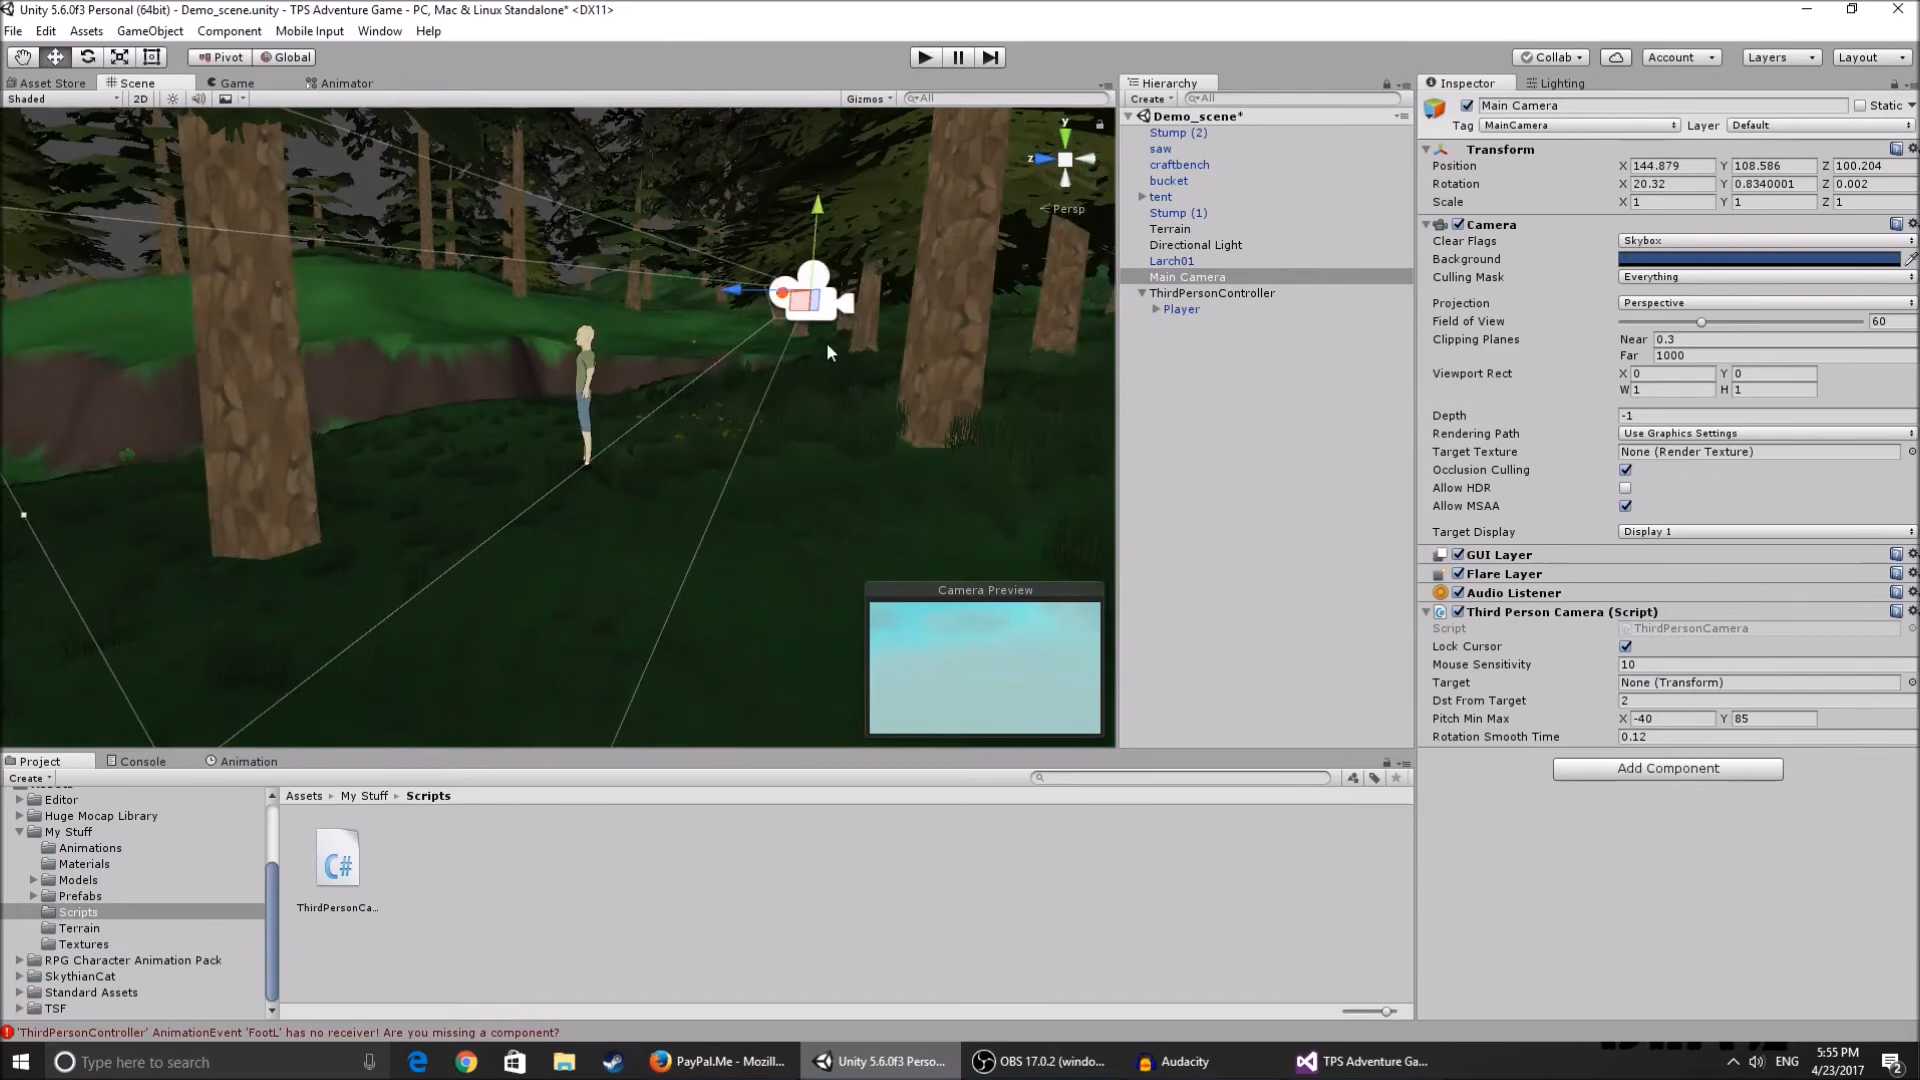 Unity 5.6.0f3 Personal (64bit) - Demo_scene.unity - TPS Adventure Game - PC, Mac & Linux Standalone* <DX11>
File Edit Assets GameObject Component Mobile Input Window Help
Pivot Global Collab Account Layers Layout
Asset Store Scene Game Animator
Shaded 2D Gizmos All
y
z
Persp
Camera Preview
Hierarchy
Create All
Demo_scene*
Stump (2)
saw
craftbench
bucket
tent
Stump (1)
Terrain
Directional Light
Larch01
Main Camera
ThirdPersonController
Player
Inspector Lighting
Main Camera Static
Tag MainCamera Layer Default
Transform
Position X 144.879 Y 108.586 Z 100.204
Rotation X 20.32 Y 0.8340001 Z 0.002
Scale X 1 Y 1 Z 1
Camera
Clear Flags Skybox
Background
Culling Mask Everything
Projection Perspective
Field of View 60
Clipping Planes Near 0.3
Far 1000
Viewport Rect X 0 Y 0
W 1 H 1
Depth -1
Rendering Path Use Graphics Settings
Target Texture None (Render Texture)
Occlusion Culling
Allow HDR
Allow MSAA
Target Display Display 1
GUI Layer
Flare Layer
Audio Listener
Third Person Camera (Script)
Script ThirdPersonCamera
Lock Cursor
Mouse Sensitivity 10
Target None (Transform)
Dst From Target 2
Pitch Min Max X -40 Y 85
Rotation Smooth Time 0.12
Add Component
Project Console Animation
Create
Editor
Huge Mocap Library
My Stuff
Animations
Materials
Models
Prefabs
Scripts
Terrain
Textures
RPG Character Animation Pack
SkythianCat
Standard Assets
TSF
Assets My Stuff Scripts
C#
ThirdPersonCa...
'ThirdPersonController' AnimationEvent 'FootL' has no receiver! Are you missing a component?
Type here to search
PayPal.Me - Mozill...
Unity 5.6.0f3 Perso...
OBS 17.0.2 (windo...
Audacity
TPS Adventure Ga...
ENG
5:55 PM
4/23/2017
2